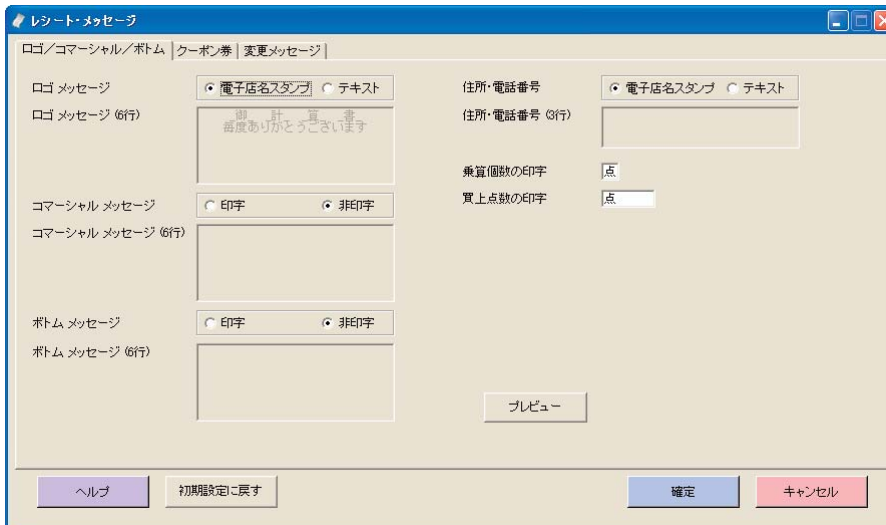 レシート・メッセージ
ロゴ/コマーシャル/ボトム クーポン券 変更メッセージ
ロゴ メッセージ 電子店名スタンプ テキスト
ロゴ メッセージ (6行)
御 計 算 書
毎度ありがとうございます
コマーシャル メッセージ 印字 非印字
コマーシャル メッセージ (6行)
ボトム メッセージ 印字 非印字
ボトム メッセージ (6行)
住所・電話番号 電子店名スタンプ テキスト
住所・電話番号 (3行)
乗算個数の印字 点
買上点数の印字 点
プレビュー
ヘルプ 初期設定に戻す 確定 キャンセル